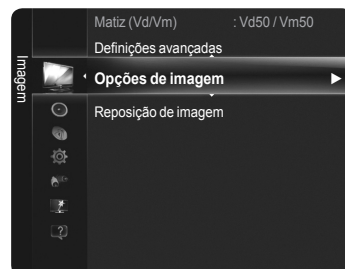 Imagem
Matiz (Vd/Vm) : Vd50 / Vm50
Definições avançadas
Opções de imagem
Reposição de imagem